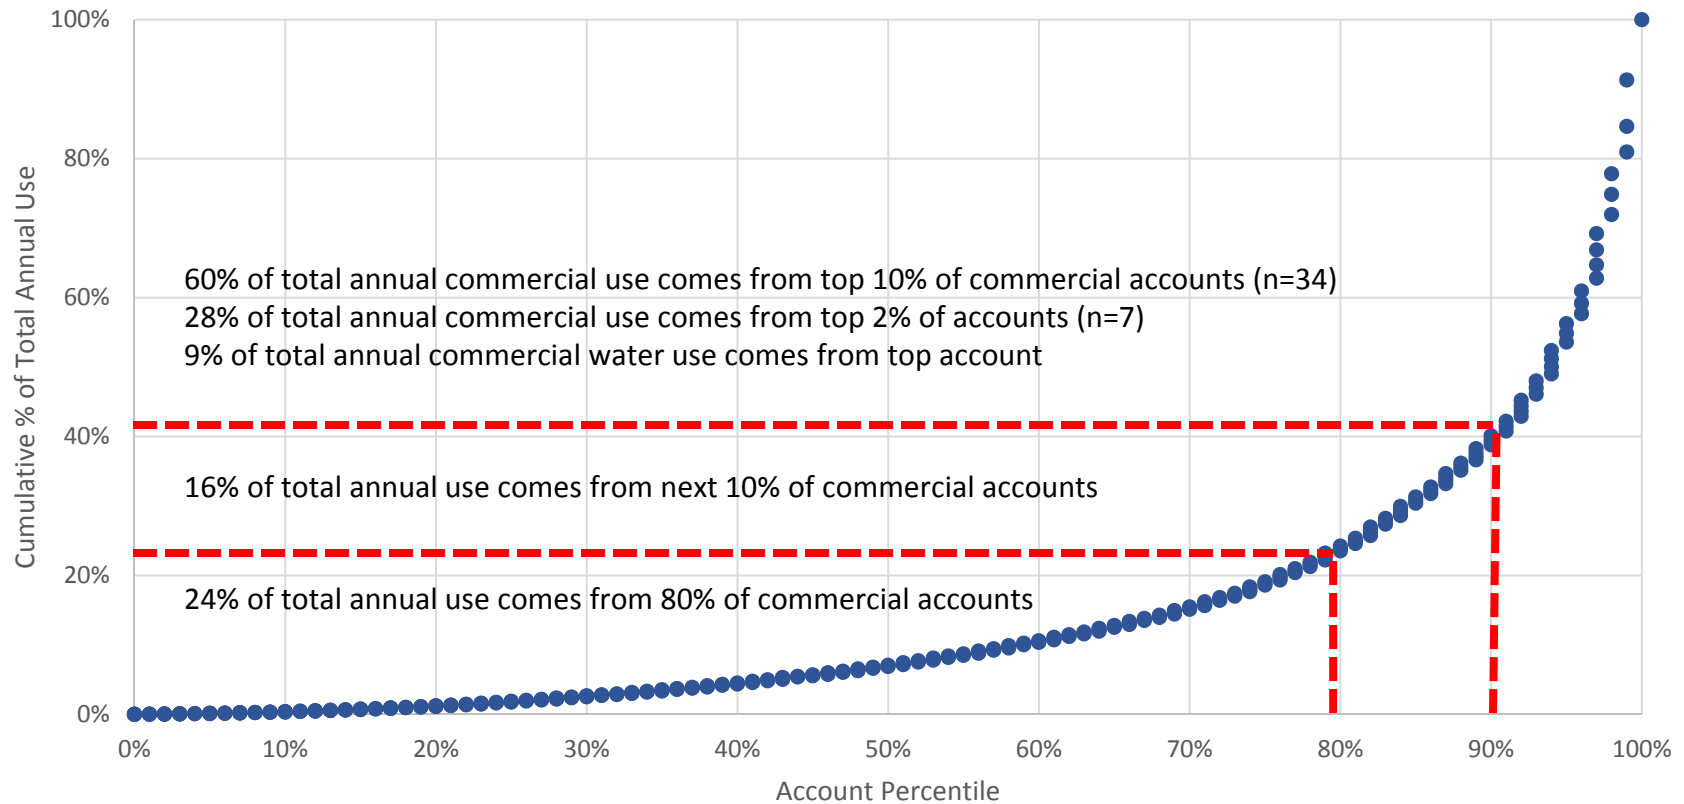 100%
80%
60%
40%
20%
0%
Cumulative % of Total Annual Use
60% of total annual commercial use comes from top 10% of commercial accounts (n=34)
28% of total annual commercial use comes from top 2% of accounts (n=7)
9% of total annual commercial water use comes from top account
16% of total annual use comes from next 10% of commercial accounts
24% of total annual use comes from 80% of commercial accounts
0% 10% 20% 30% 40% 50% 60% 70% 80% 90% 100%
Account Percentile